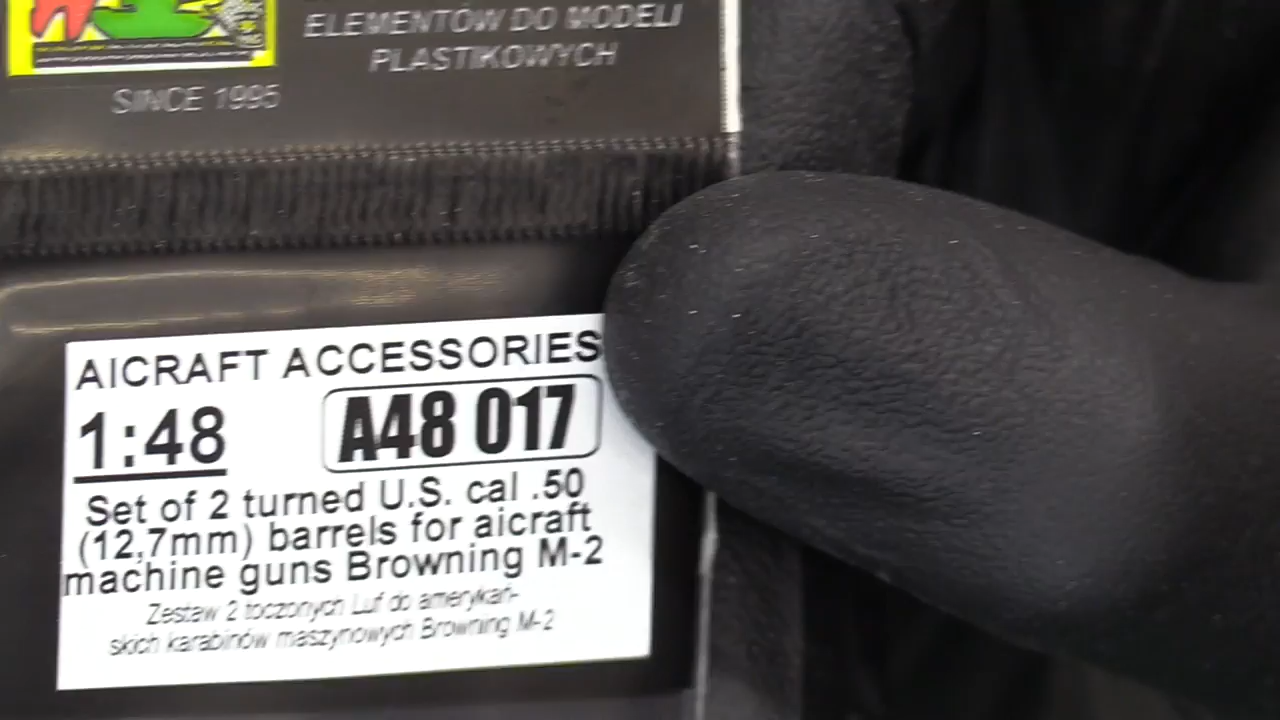 ELEMENTÓW DO MODELI
PLASTIKOWYCH
SINCE 1995
AICRAFT ACCESSORIES
1:48
A48 017
Set of 2 turned U.S. cal .50
(12,7mm) barrels for aicraft
machine guns Browning M-2
Zestaw 2 toczonych Luf do amerykań-
skich karabinów maszynowych Browning M-2